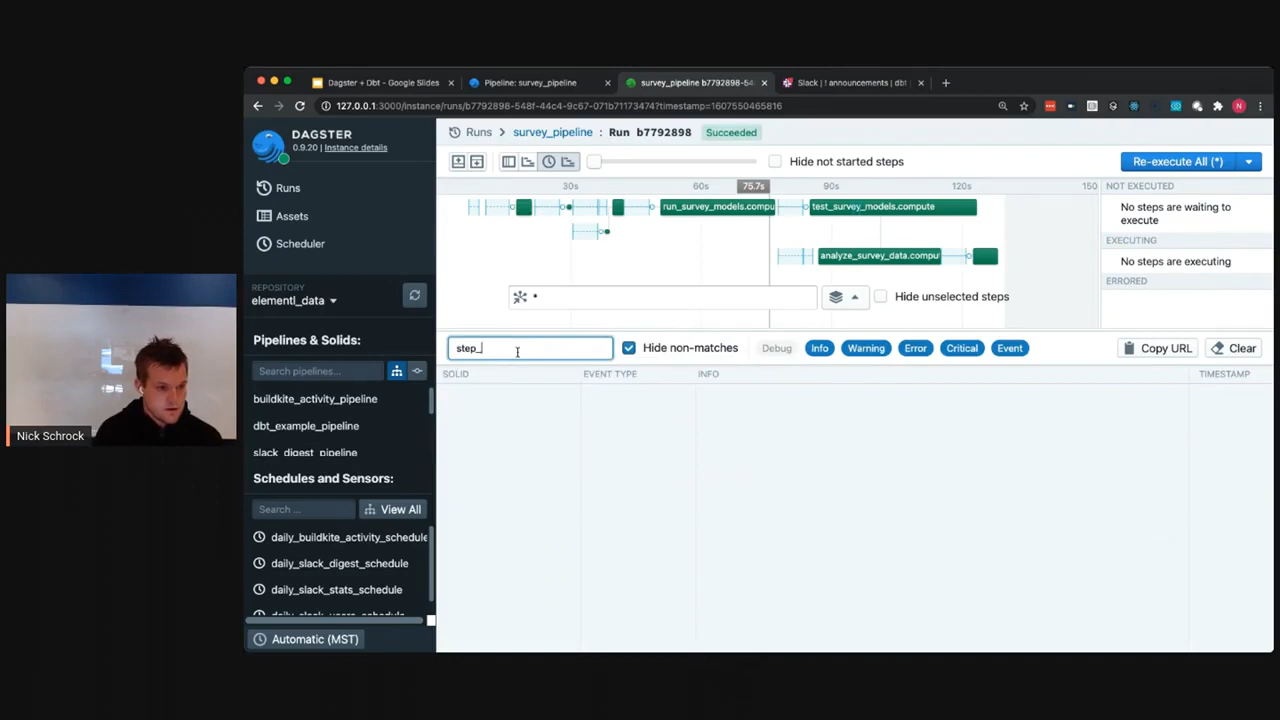 Dagster + Dbt - Google Slides
Pipeline: survey_pipeline
survey_pipeline b7792898-54
Slack | ! announcements | dbt
127.0.0.1:3000/instance/runs/b7792898-548f-44c4-9c67-071b71173474?timestamp=1607550465816
N
DAGSTER
0.9.20 | Instance details
Runs
Assets
Scheduler
REPOSITORY
elementl_data
Pipelines & Solids:
Search pipelines...
buildkite_activity_pipeline
dbt_example_pipeline
slack_digest_pipeline
Schedules and Sensors:
Search ...
View All
daily_buildkite_activity_schedule
daily_slack_digest_schedule
daily_slack_stats_schedule
Automatic (MST)
Runs > survey_pipeline : Run b7792898 Succeeded
Hide not started steps
Re-execute All (*)
30s 60s 75.7s 90s 120s 150
run_survey_models.compu
test_survey_models.compute
analyze_survey_data.compu
*
Hide unselected steps
NOT EXECUTED
No steps are waiting to
execute
EXECUTING
No steps are executing
ERRORED
step_
Hide non-matches
Debug Info Warning Error Critical Event
Copy URL
Clear
SOLID EVENT TYPE INFO TIMESTAMP
Nick Schrock